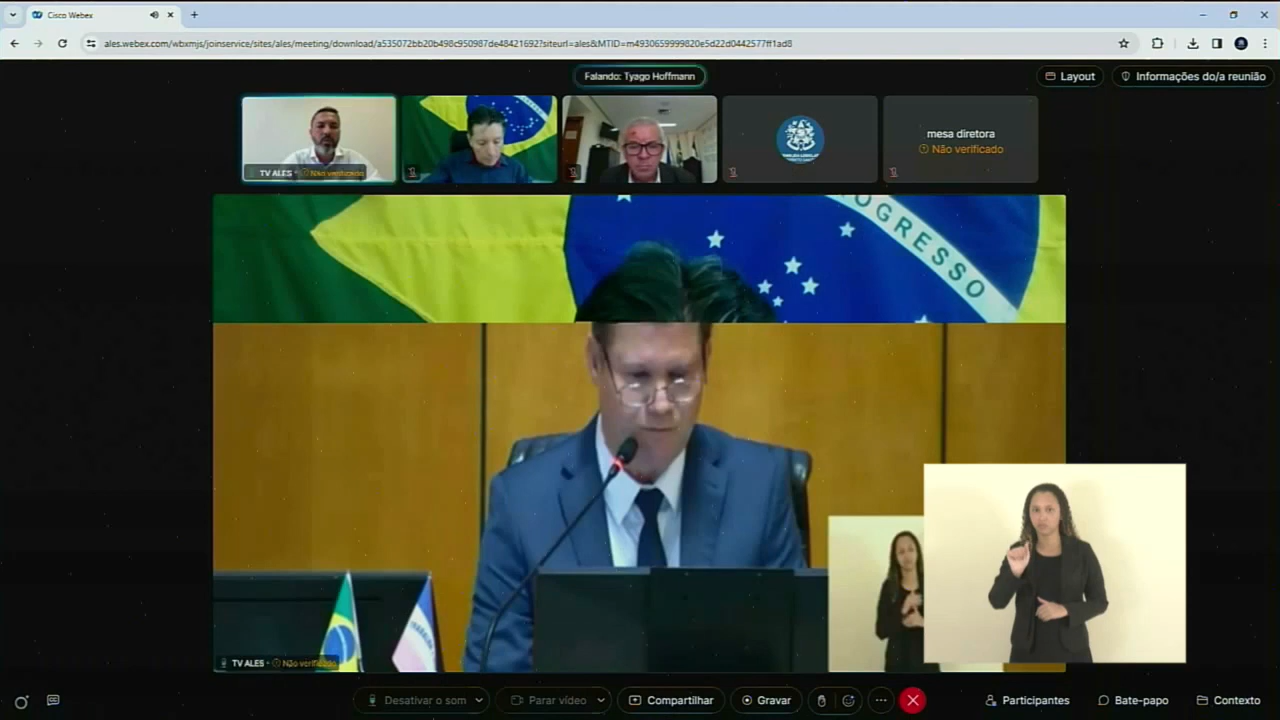 Cisco Webex
ales.webex.com/wbxmjs/joinservice/sites/ales/meeting/download/a535072bb20b498c950987de48421692?siteurl=ales&MTID=m4930659999820e5d22d0442577ff1ad8
Falando: Tyago Hoffmann
Layout
Informações do/a reunião
TV ALES • Não verificado
mesa diretora
Não verificado
OGRESSO
TV ALES • Não verificado
Desativar o som
Parar vídeo
Compartilhar
Gravar
Participantes
Bate-papo
Contexto